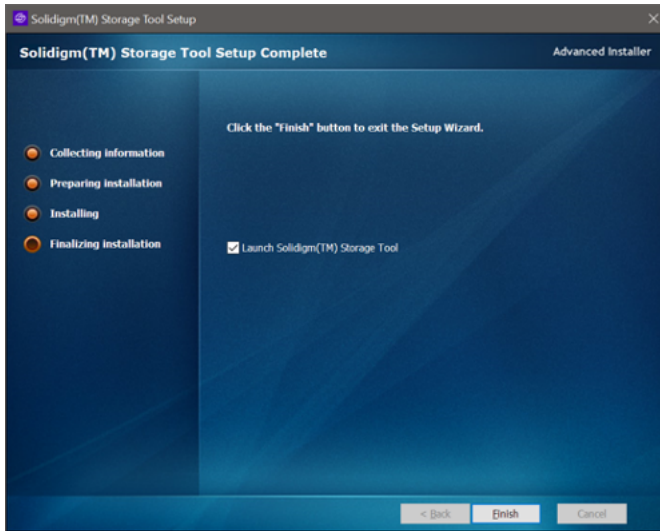 Solidigm(TM) Storage Tool Setup
Solidigm(TM) Storage Tool Setup Complete
Advanced Installer
Click the "Finish" button to exit the Setup Wizard.
Collecting information
Preparing installation
Installing
Finalizing installation
Launch Solidigm(TM) Storage Tool
< Back
Finish
Cancel